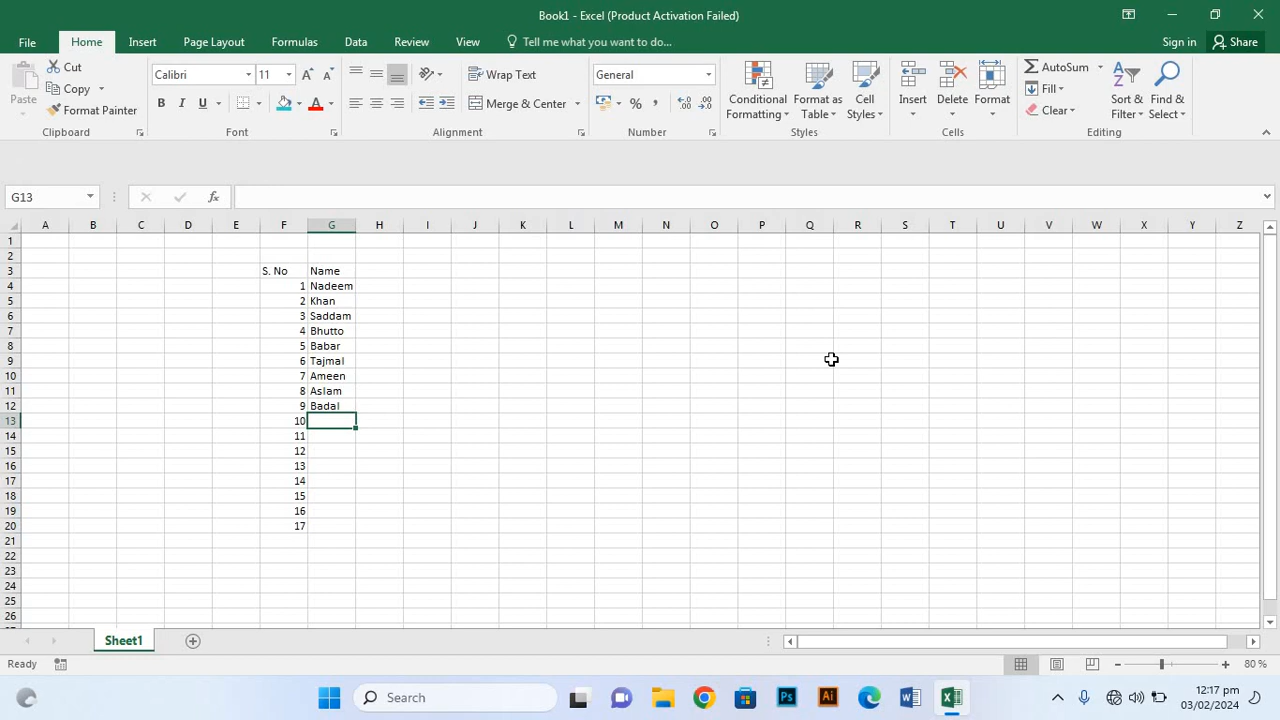 Book1 - Excel (Product Activation Failed)
File Home Insert Page Layout Formulas Data Review View Tell me what you want to do... Sign in Share
Paste Cut Copy Format Painter Clipboard
Calibri 11 A A B I U A Font
Wrap Text Merge & Center Alignment
General % , Number
Conditional Formatting Format as Table Cell Styles Styles
Insert Delete Format Cells
AutoSum Fill Clear Sort & Filter Find & Select Editing
G13 fx
A B C D E F G H I J K L M N O P Q R S T U V W X Y Z
1
2
3 S. No Name
4 1 Nadeem
5 2 Khan
6 3 Saddam
7 4 Bhutto
8 5 Babar
9 6 Tajmal
10 7 Ameen
11 8 Aslam
12 9 Badal
13 10
14 11
15 12
16 13
17 14
18 15
19 16
20 17
21
22
23
24
25
26
Sheet1
Ready 80 %
Search Ps Ai 12:17 pm
03/02/2024